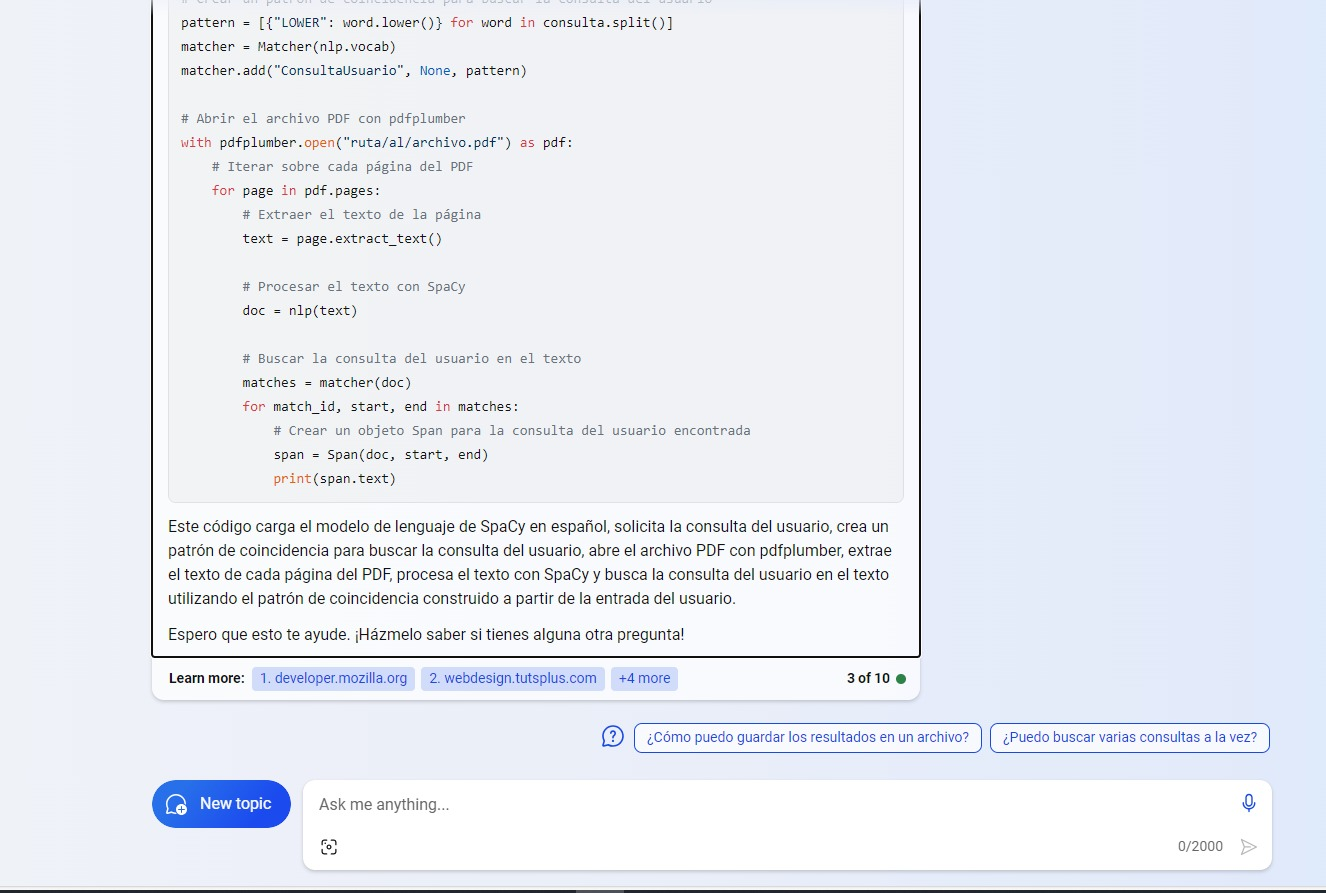 # Crear un patrón de coincidencia para buscar la consulta del usuario
pattern = [{"LOWER": word.lower()} for word in consulta.split()]
matcher = Matcher(nlp.vocab)
matcher.add("ConsultaUsuario", None, pattern)
# Abrir el archivo PDF con pdfplumber
with pdfplumber.open("ruta/al/archivo.pdf") as pdf:
    # Iterar sobre cada página del PDF
    for page in pdf.pages:
        # Extraer el texto de la página
        text = page.extract_text()
        # Procesar el texto con SpaCy
        doc = nlp(text)
        # Buscar la consulta del usuario en el texto
        matches = matcher(doc)
        for match_id, start, end in matches:
            # Crear un objeto Span para la consulta del usuario encontrada
            span = Span(doc, start, end)
            print(span.text)
Este código carga el modelo de lenguaje de SpaCy en español, solicita la consulta del usuario, crea un
patrón de coincidencia para buscar la consulta del usuario, abre el archivo PDF con pdfplumber, extrae
el texto de cada página del PDF, procesa el texto con SpaCy y busca la consulta del usuario en el texto
utilizando el patrón de coincidencia construido a partir de la entrada del usuario.
Espero que esto te ayude. ¡Házmelo saber si tienes alguna otra pregunta!
Learn more: 1. developer.mozilla.org 2. webdesign.tutsplus.com +4 more 3 of 10
¿Cómo puedo guardar los resultados en un archivo? ¿Puedo buscar varias consultas a la vez?
New topic
Ask me anything...
0/2000